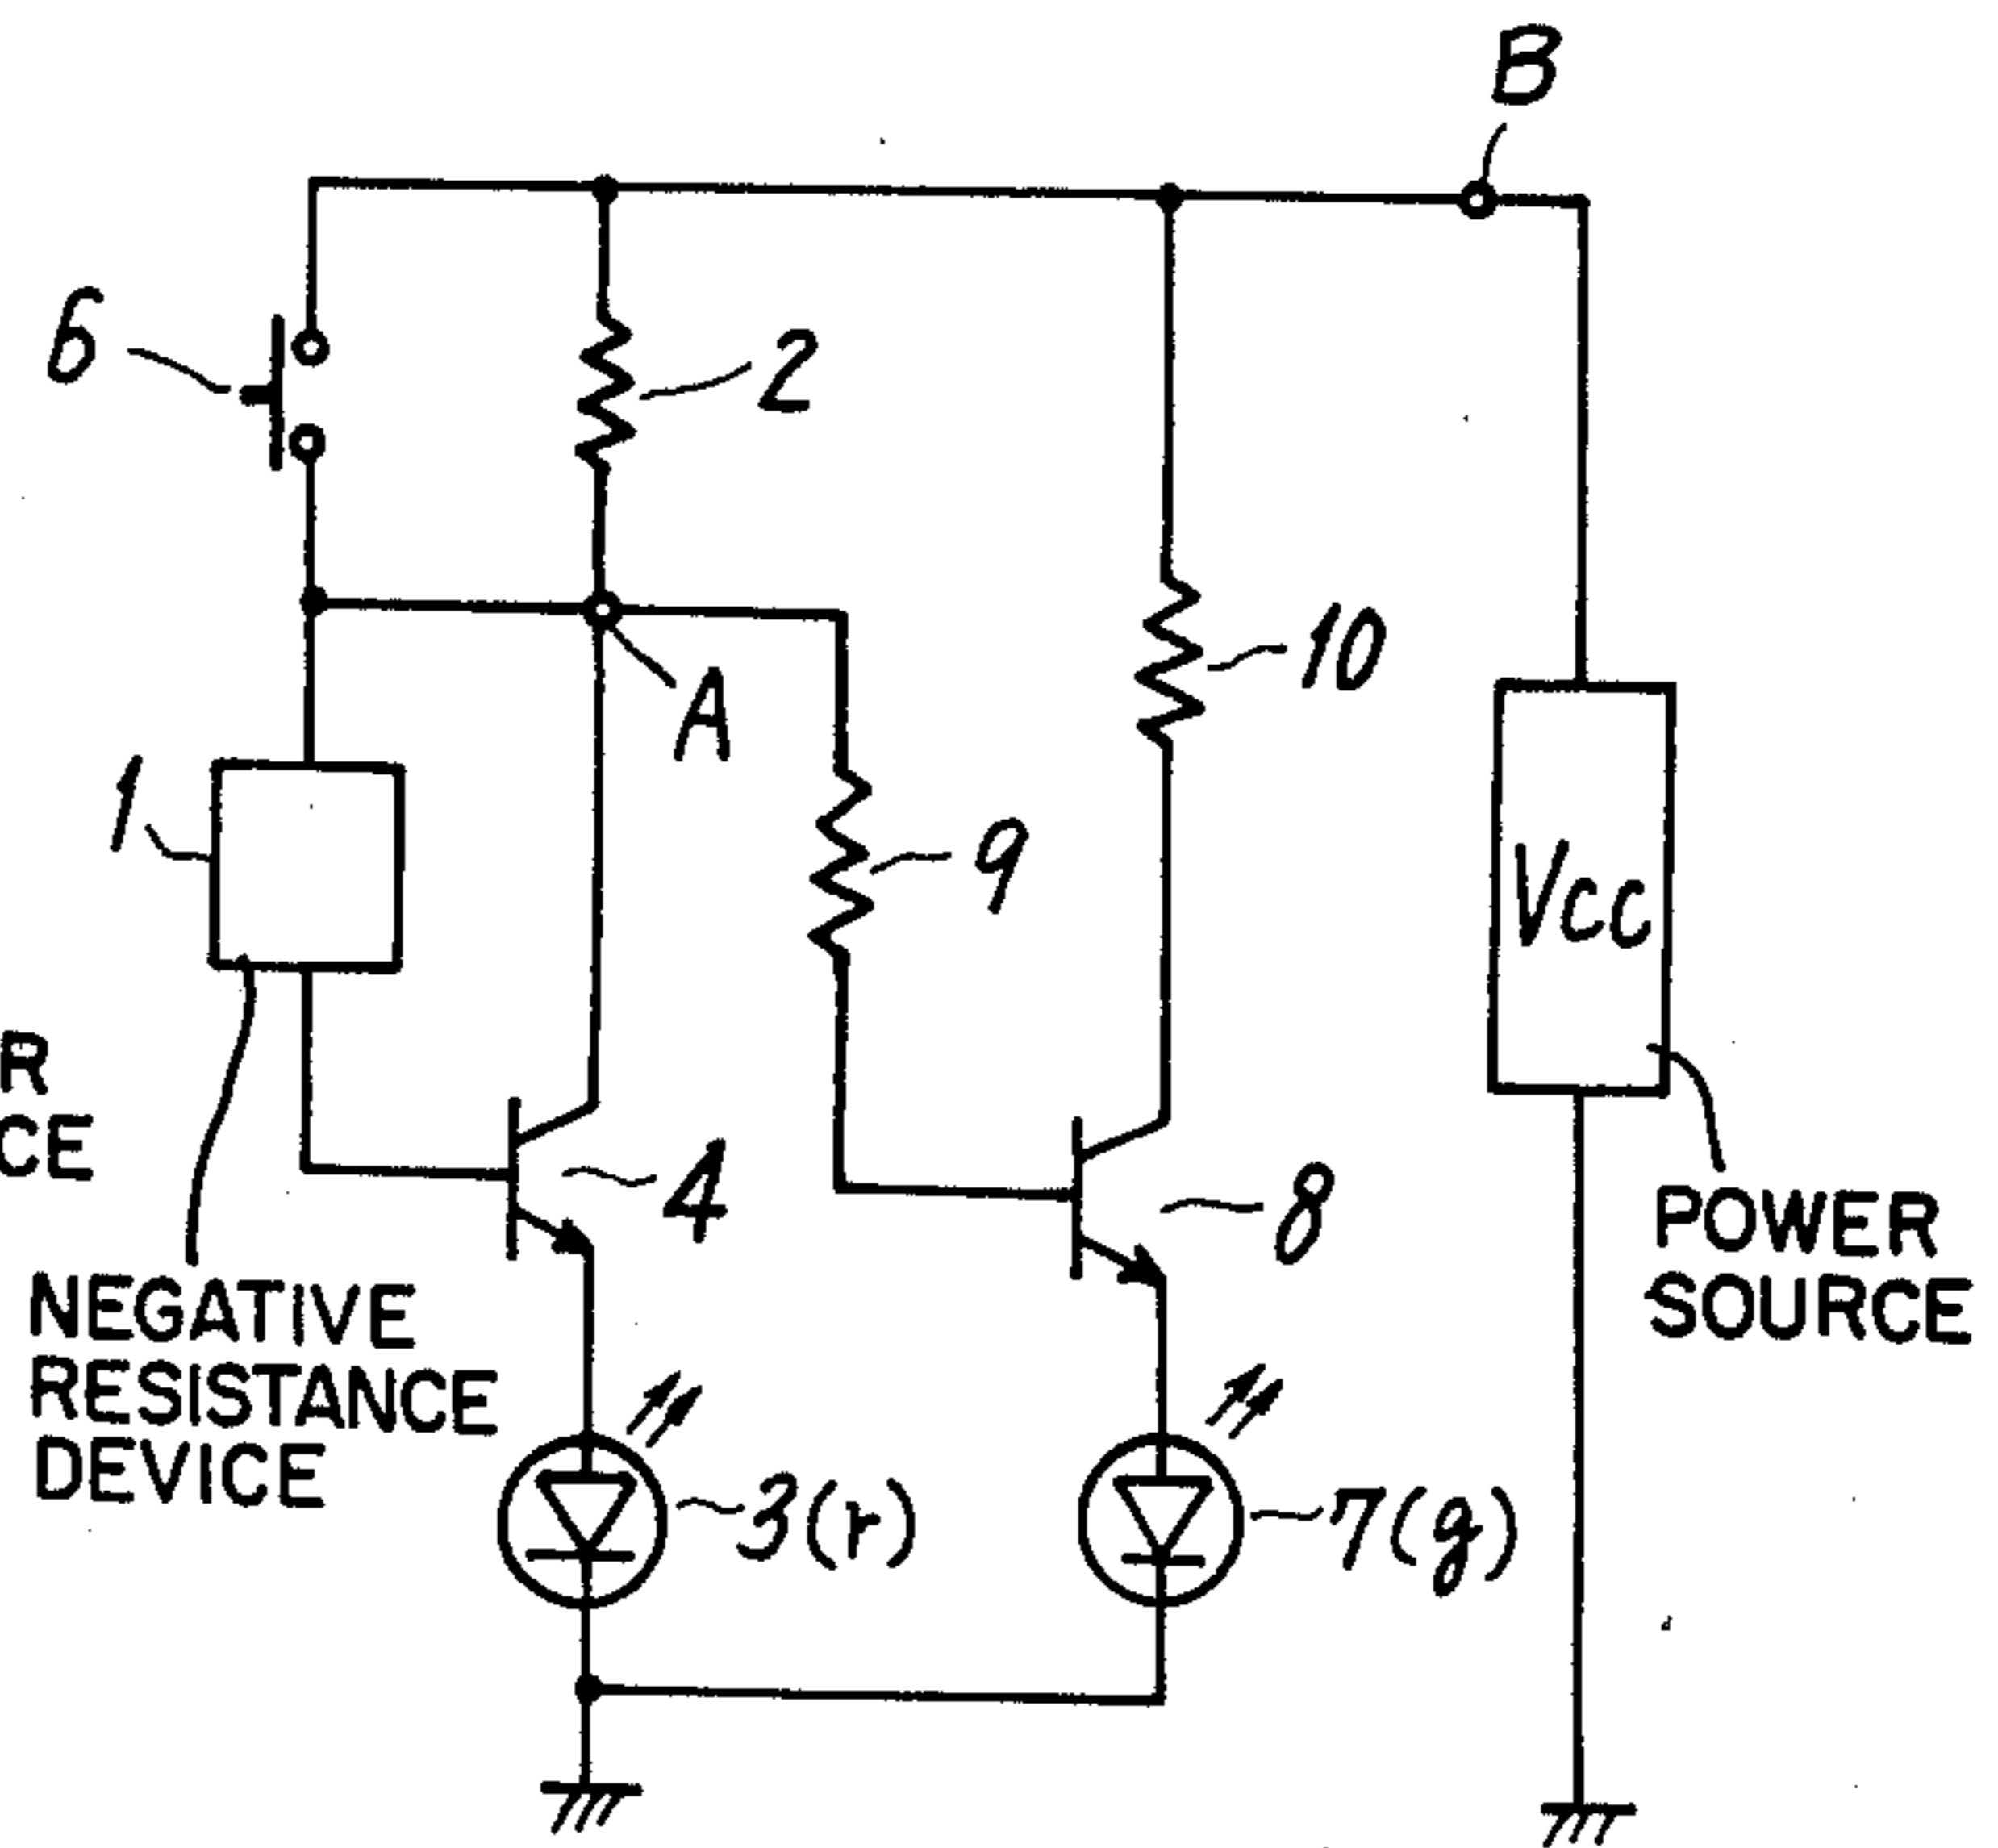 B
6
2
10
A
1
9
Vcc
R
CE
4
8
POWER
SOURCE
NEGATIVE
RESISTANCE
DEVICE
3(r)
7(g)